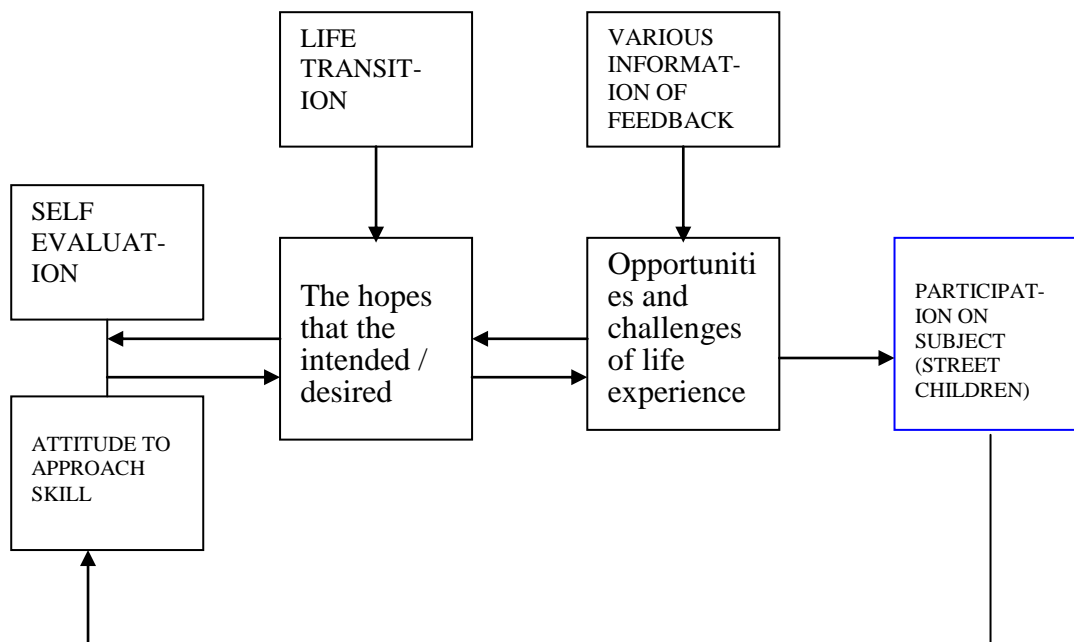 LIFE
TRANSIT-
ION
VARIOUS
INFORMAT-
ION OF
FEEDBACK
SELF
EVALUAT-
ION
The hopes
that the
intended /
desired
Opportuniti
es and
challenges
of life
experience
PARTICIPAT-
ION ON
SUBJECT
(STREET
CHILDREN)
ATTITUDE TO
APPROACH
SKILL